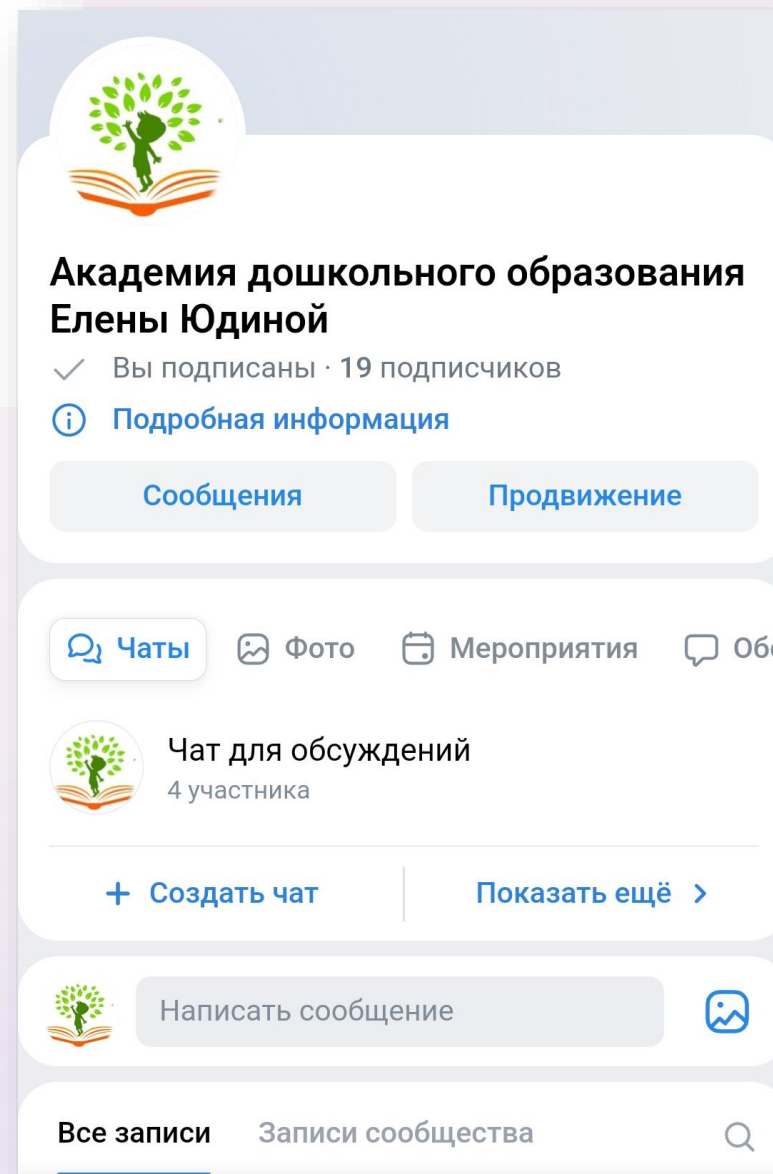 Академия дошкольного образования
Елены Юдиной
Вы подписаны · 19 подписчиков
Подробная информация
Сообщения Продвижение
Чаты Фото Мероприятия
Чат для обсуждений
4 участника
+ Создать чат Показать ещё >
Написать сообщение
Все записи Записи сообщества